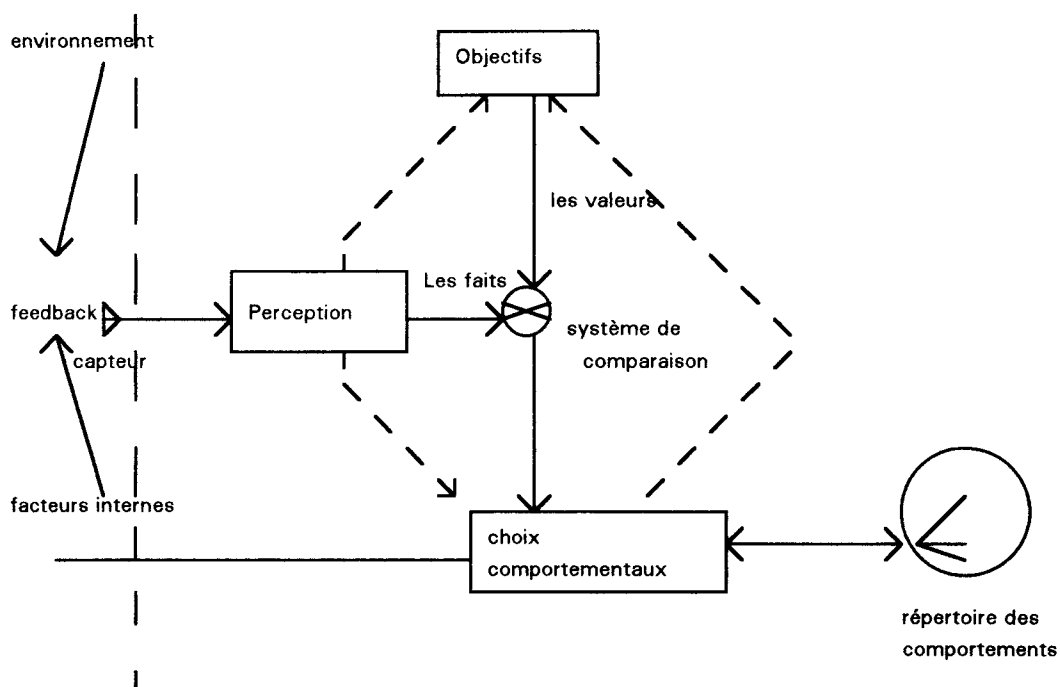 environnement
Objectifs
les valeurs
Les faits
feedback
Perception
capteur
système de
comparaison
facteurs internes
choix
comportementaux
répertoire des
comportements